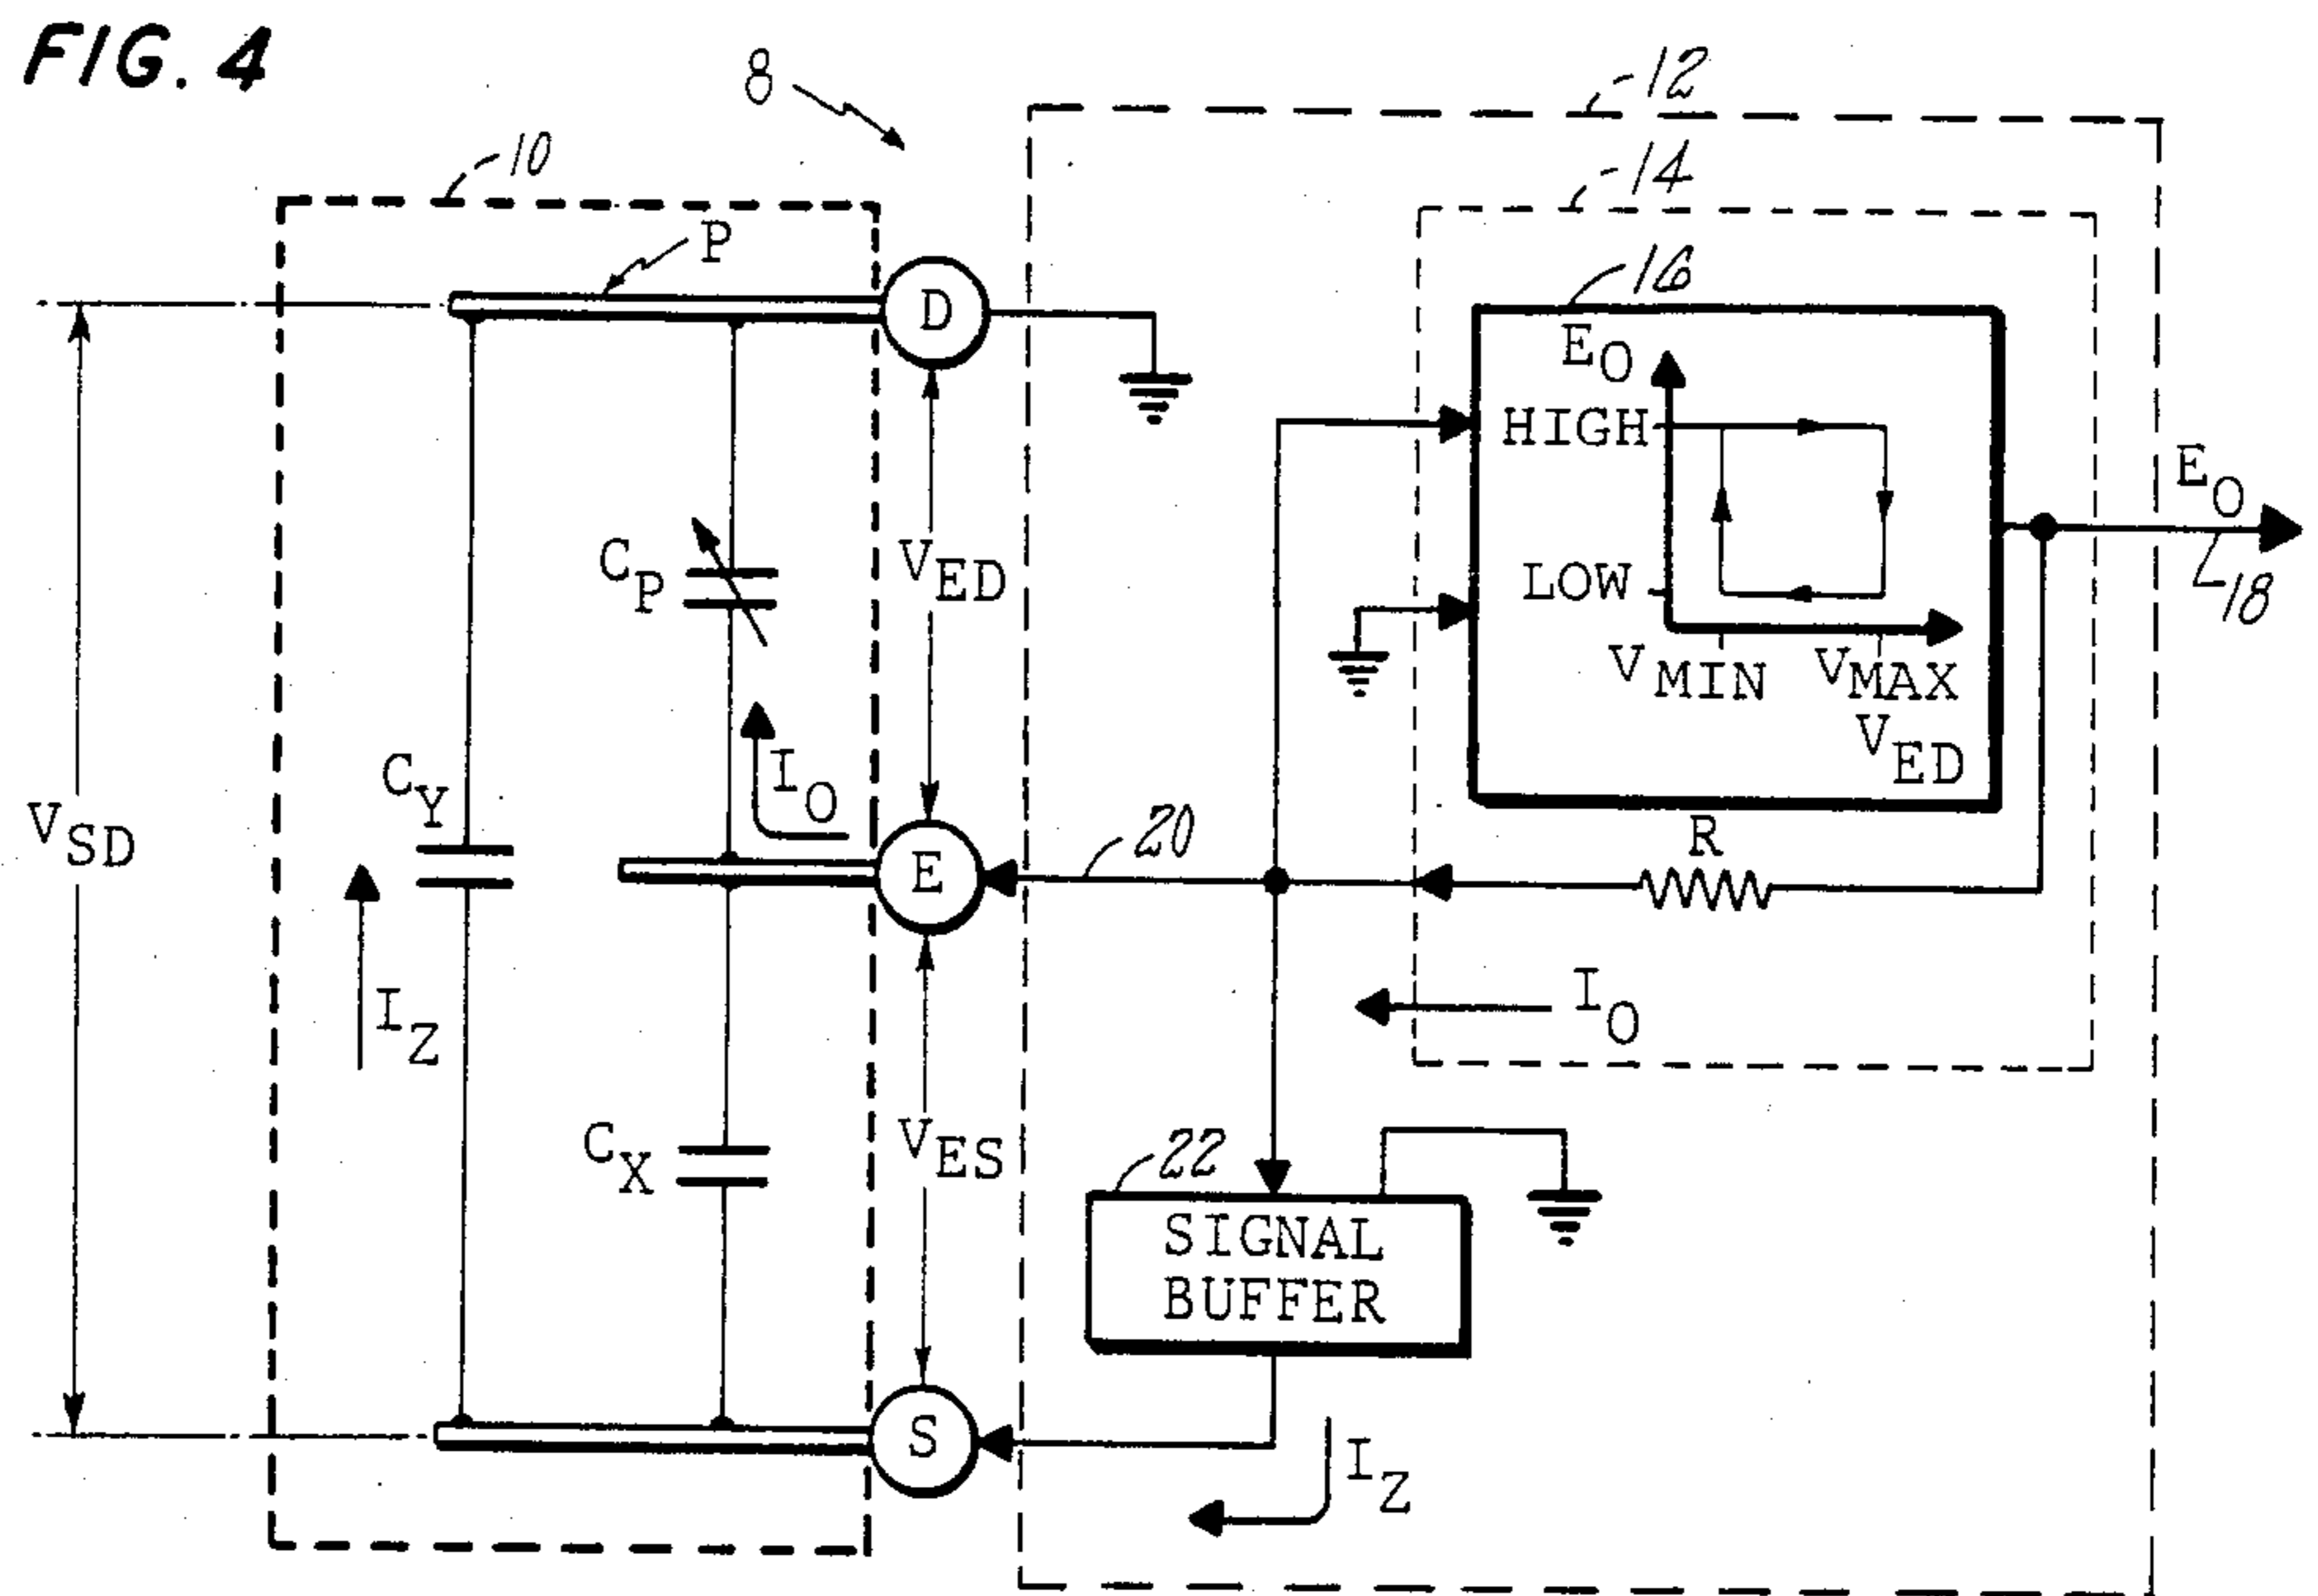 FIG. 4
8
12
10
14
P
16
D
E_O
HIGH
E_O
C_P
V_ED
LOW
18
V_MIN
V_MAX
V_ED
C_Y
I_O
V_SD
R
20
E
I_Z
I_O
C_X
V_ES
22
SIGNAL
BUFFER
S
I_Z